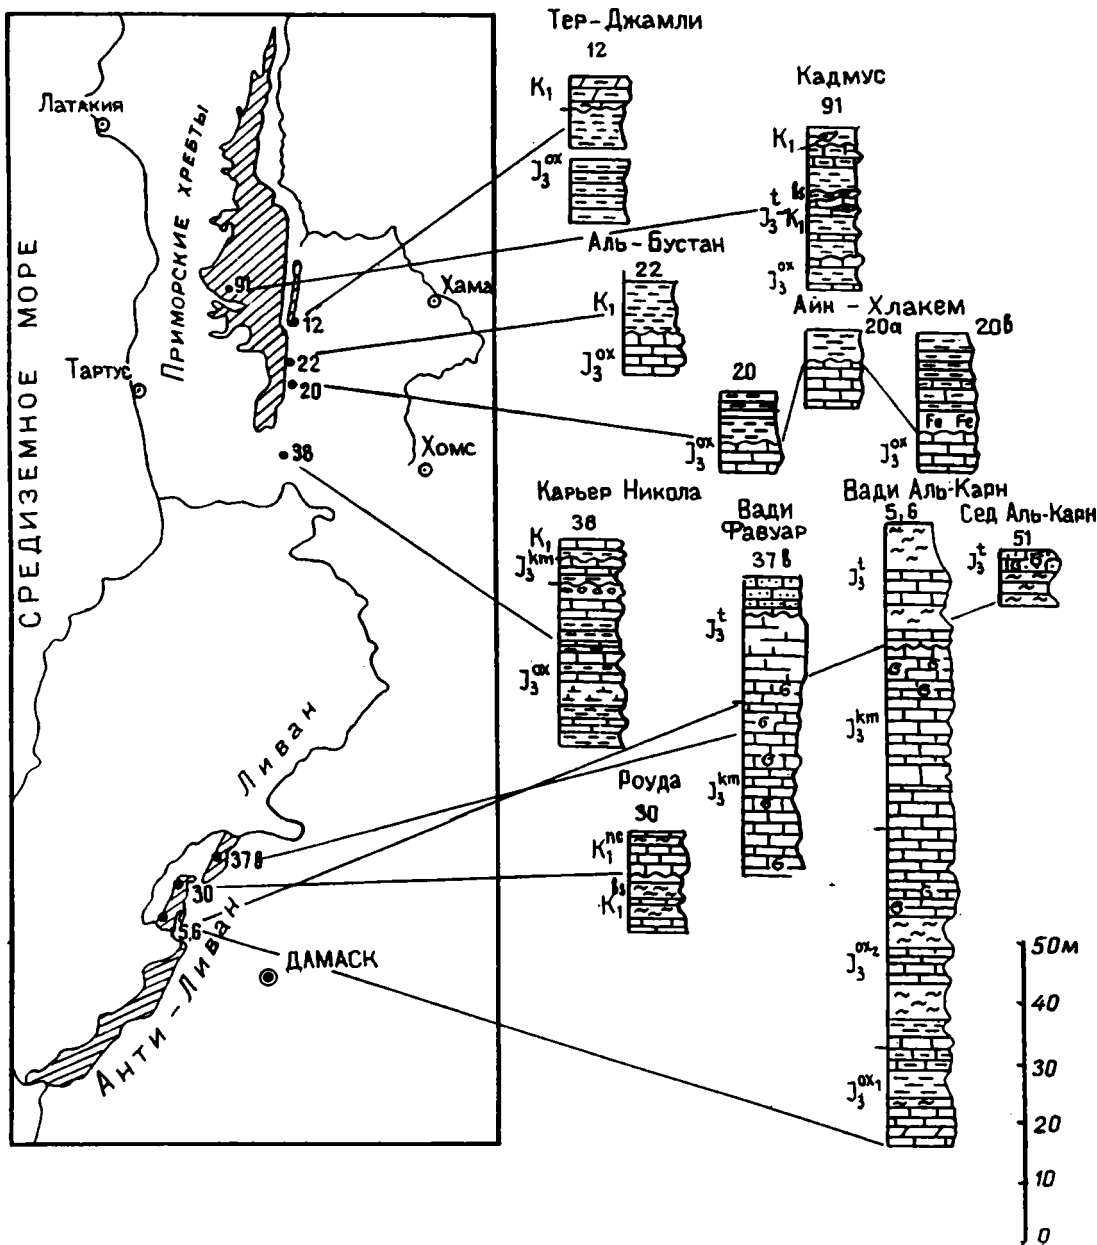 Латакия
ПРИМОРСКИЕ ХРЕБТЫ
СРЕДИЗЕМНОЕ МОРЕ
91
Хама
12
22
Тартус
20
38
Хомс
Ливан
37в
30
5,6
ДАМАСК
Анти-Ливан
Тер-Джамли
12
K₁
J₃ᵒˣ
Кадмус
91
K₁
J₃ᵗ-K₁ᵇˢ
J₃ᵒˣ
Аль-Бустан
22
K₁
J₃ᵒˣ
Айн-Хлакем
20а
20в
20
Fe Fe
J₃ᵒˣ
J₃ᵒˣ
Карьер Никола
38
K₁
J₃ᵏᵐ
J₃ᵒˣ
Вади
Фавуар
37в
J₃ᵗ
J₃ᵏᵐ
Вади Аль-Карн
5,6
J₃ᵗ
J₃ᵏᵐ
J₃ᵒˣ²
J₃ᵒˣ¹
Сед Аль-Карн
51
J₃ᵗ
Роуда
30
K₁ⁿᶜ
K₁ᵇˢ
50м
40
30
20
10
0